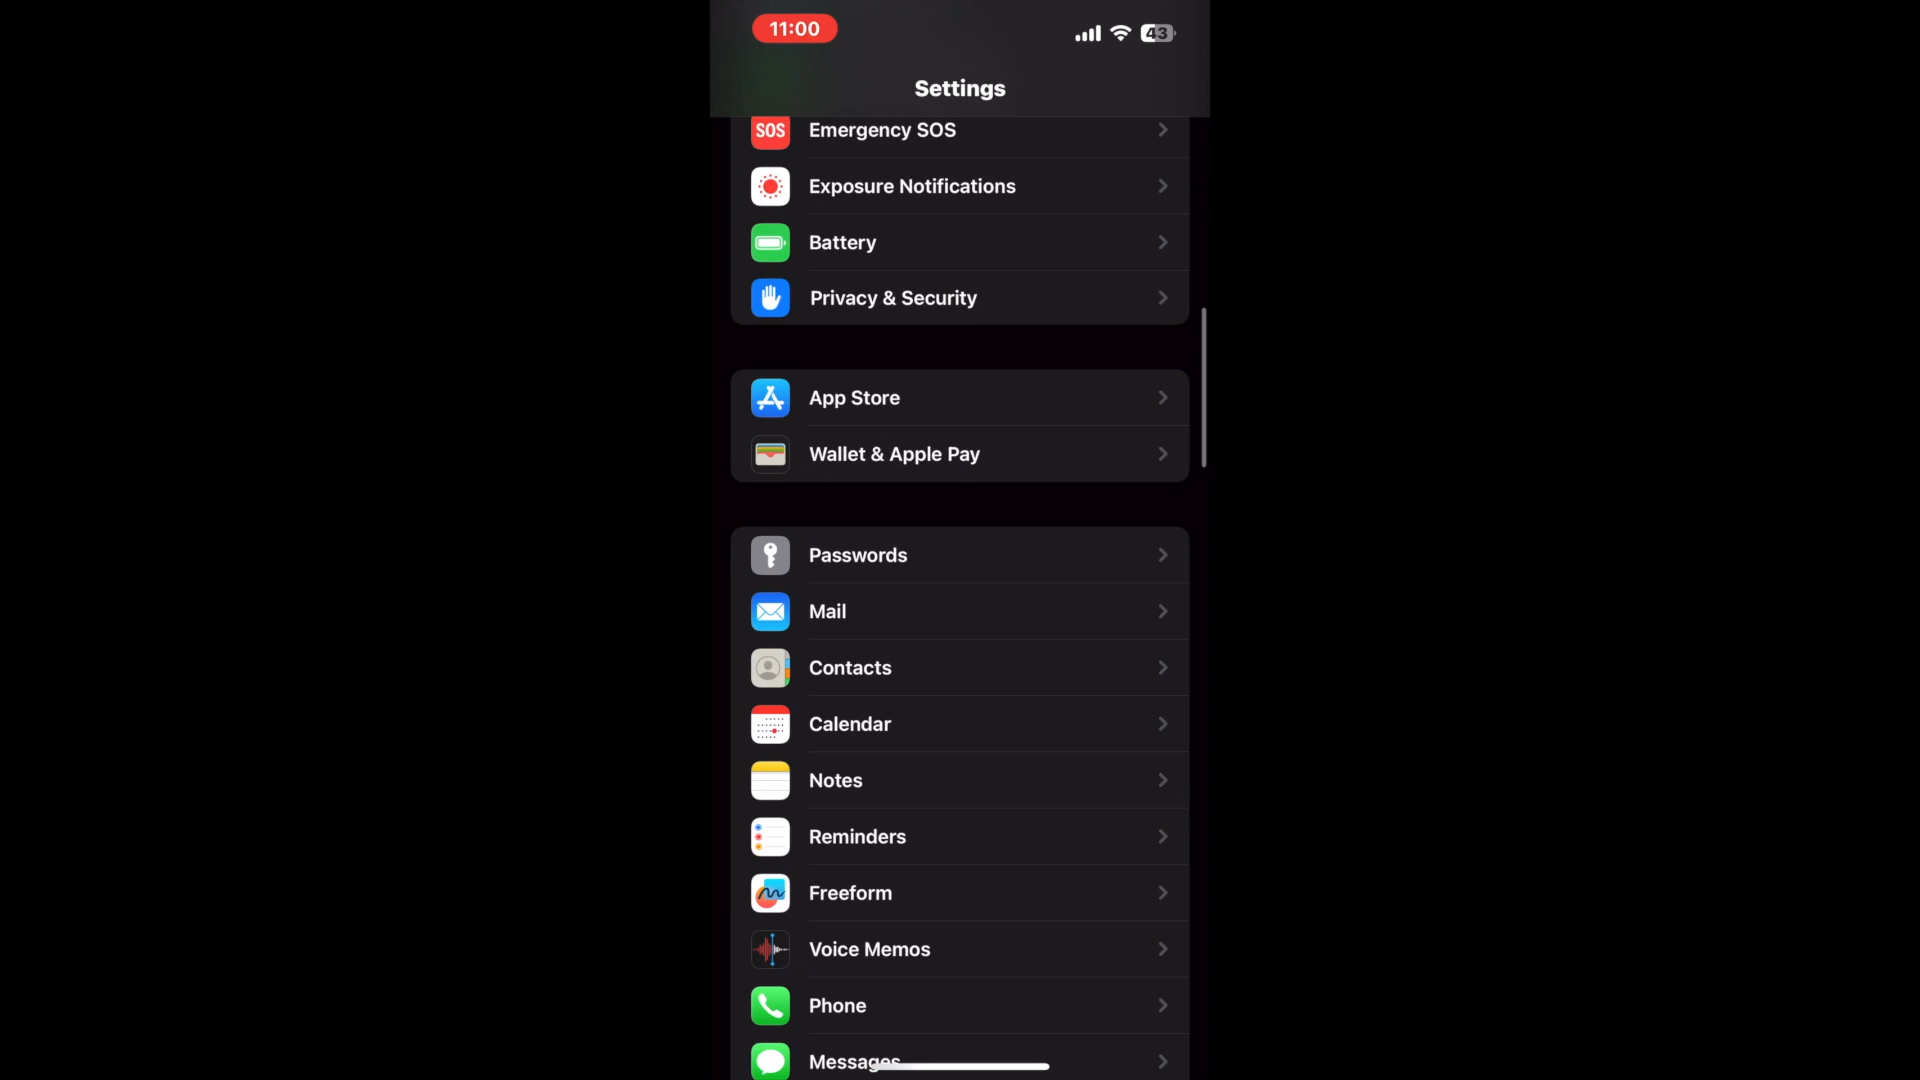 11:00
43
Settings
SOS Emergency SOS
Exposure Notifications
Battery
Privacy & Security
App Store
Wallet & Apple Pay
Passwords
Mail
Contacts
Calendar
Notes
Reminders
Freeform
Voice Memos
Phone
Messages